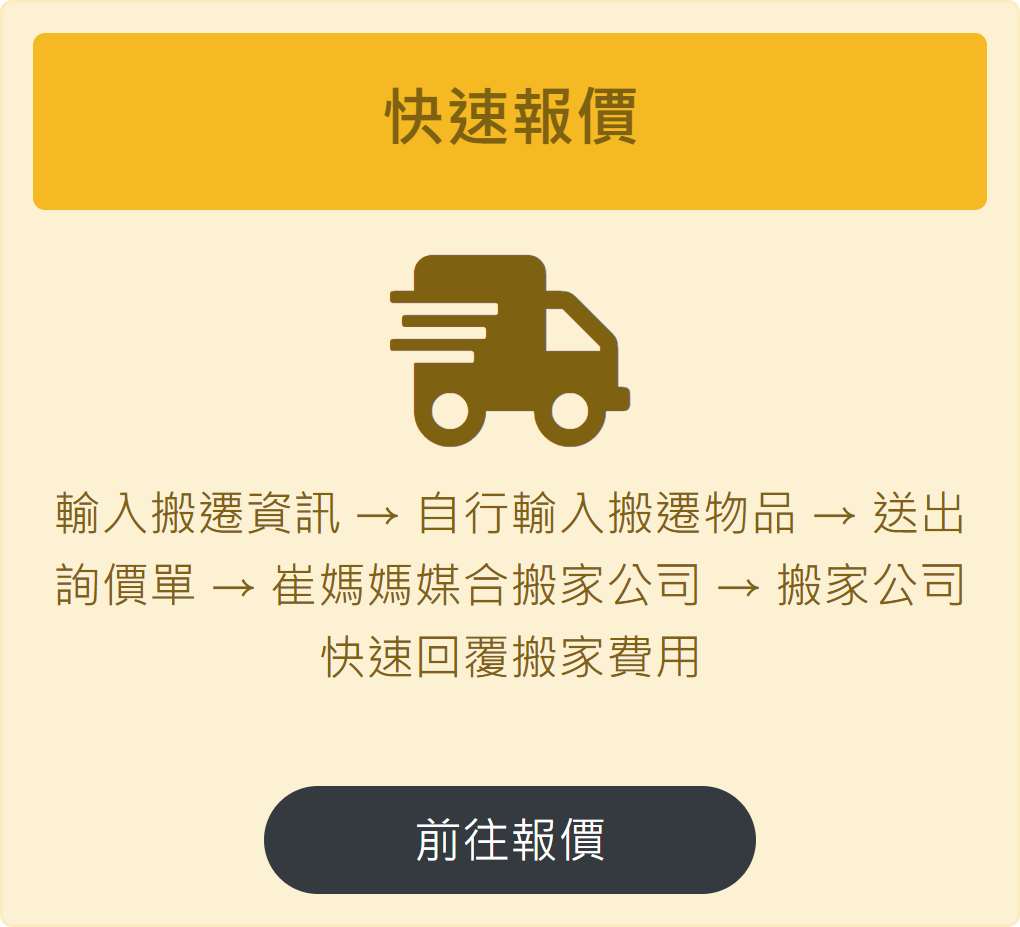 快速報價
輸入搬遷資訊 → 自行輸入搬遷物品 → 送出
詢價單 → 崔媽媽媒合搬家公司 → 搬家公司
快速回覆搬家費用
前往報價